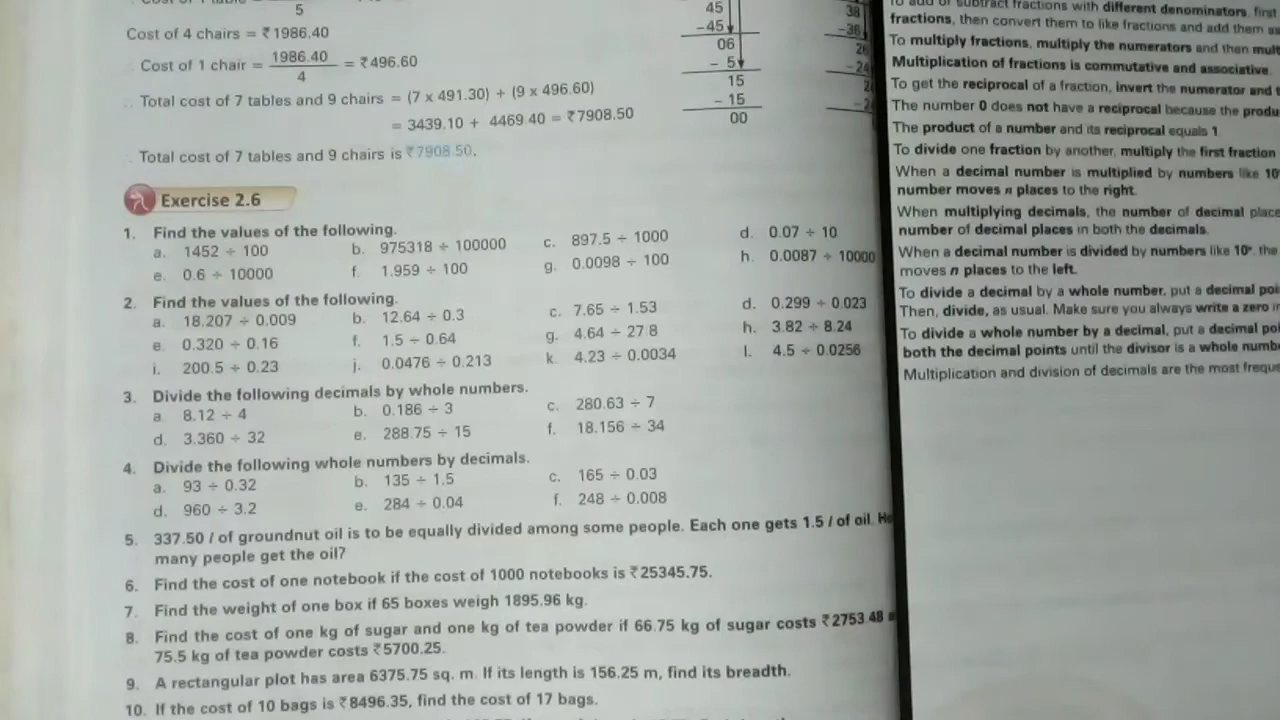 5
Cost of 4 chairs = ₹1986.40
Cost of 1 chair = 1986.40 / 4 = ₹496.60
∴ Total cost of 7 tables and 9 chairs = (7 x 491.30) + (9 x 496.60)
= 3439.10 + 4469.40 = ₹7908.50
∴ Total cost of 7 tables and 9 chairs is ₹7908.50.
45
-45
06
- 5
15
- 15
00
38
-36
26
-24
Exercise 2.6
1. Find the values of the following.
a. 1452 ÷ 100 b. 975318 ÷ 100000 c. 897.5 ÷ 1000 d. 0.07 ÷ 10
e. 0.6 ÷ 10000 f. 1.959 ÷ 100 g. 0.0098 ÷ 100 h. 0.0087 ÷ 10000
2. Find the values of the following.
a. 18.207 ÷ 0.009 b. 12.64 ÷ 0.3 c. 7.65 ÷ 1.53 d. 0.299 ÷ 0.023
e. 0.320 ÷ 0.16 f. 1.5 ÷ 0.64 g. 4.64 ÷ 27.8 h. 3.82 ÷ 8.24
i. 200.5 ÷ 0.23 j. 0.0476 ÷ 0.213 k. 4.23 ÷ 0.0034 l. 4.5 ÷ 0.0256
3. Divide the following decimals by whole numbers.
a. 8.12 ÷ 4 b. 0.186 ÷ 3 c. 280.63 ÷ 7
d. 3.360 ÷ 32 e. 288.75 ÷ 15 f. 18.156 ÷ 34
4. Divide the following whole numbers by decimals.
a. 93 ÷ 0.32 b. 135 ÷ 1.5 c. 165 ÷ 0.03
d. 960 ÷ 3.2 e. 284 ÷ 0.04 f. 248 ÷ 0.008
5. 337.50 l of groundnut oil is to be equally divided among some people. Each one gets 1.5 l of oil.
many people get the oil?
6. Find the cost of one notebook if the cost of 1000 notebooks is ₹25345.75.
7. Find the weight of one box if 65 boxes weigh 1895.96 kg.
8. Find the cost of one kg of sugar and one kg of tea powder if 66.75 kg of sugar costs ₹2753.48
75.5 kg of tea powder costs ₹5700.25.
9. A rectangular plot has area 6375.75 sq. m. If its length is 156.25 m, find its breadth.
10. If the cost of 10 bags is ₹8496.35, find the cost of 17 bags.
To add or subtract fractions with different denominators, first
fractions, then convert them to like fractions and add them as
To multiply fractions, multiply the numerators and then
Multiplication of fractions is commutative and associative.
To get the reciprocal of a fraction, invert the numerator and
The number 0 does not have a reciprocal because the
The product of a number and its reciprocal equals 1.
To divide one fraction by another, multiply the first fraction
When a decimal number is multiplied by numbers like
number moves n places to the right.
When multiplying decimals, the number of decimal
number of decimal places in both the decimals.
When a decimal number is divided by numbers like 10ⁿ, the
moves n places to the left.
To divide a decimal by a whole number, put a decimal
Then, divide, as usual. Make sure you always write a zero
To divide a whole number by a decimal, put a decimal
both the decimal points until the divisor is a whole
Multiplication and division of decimals are the most